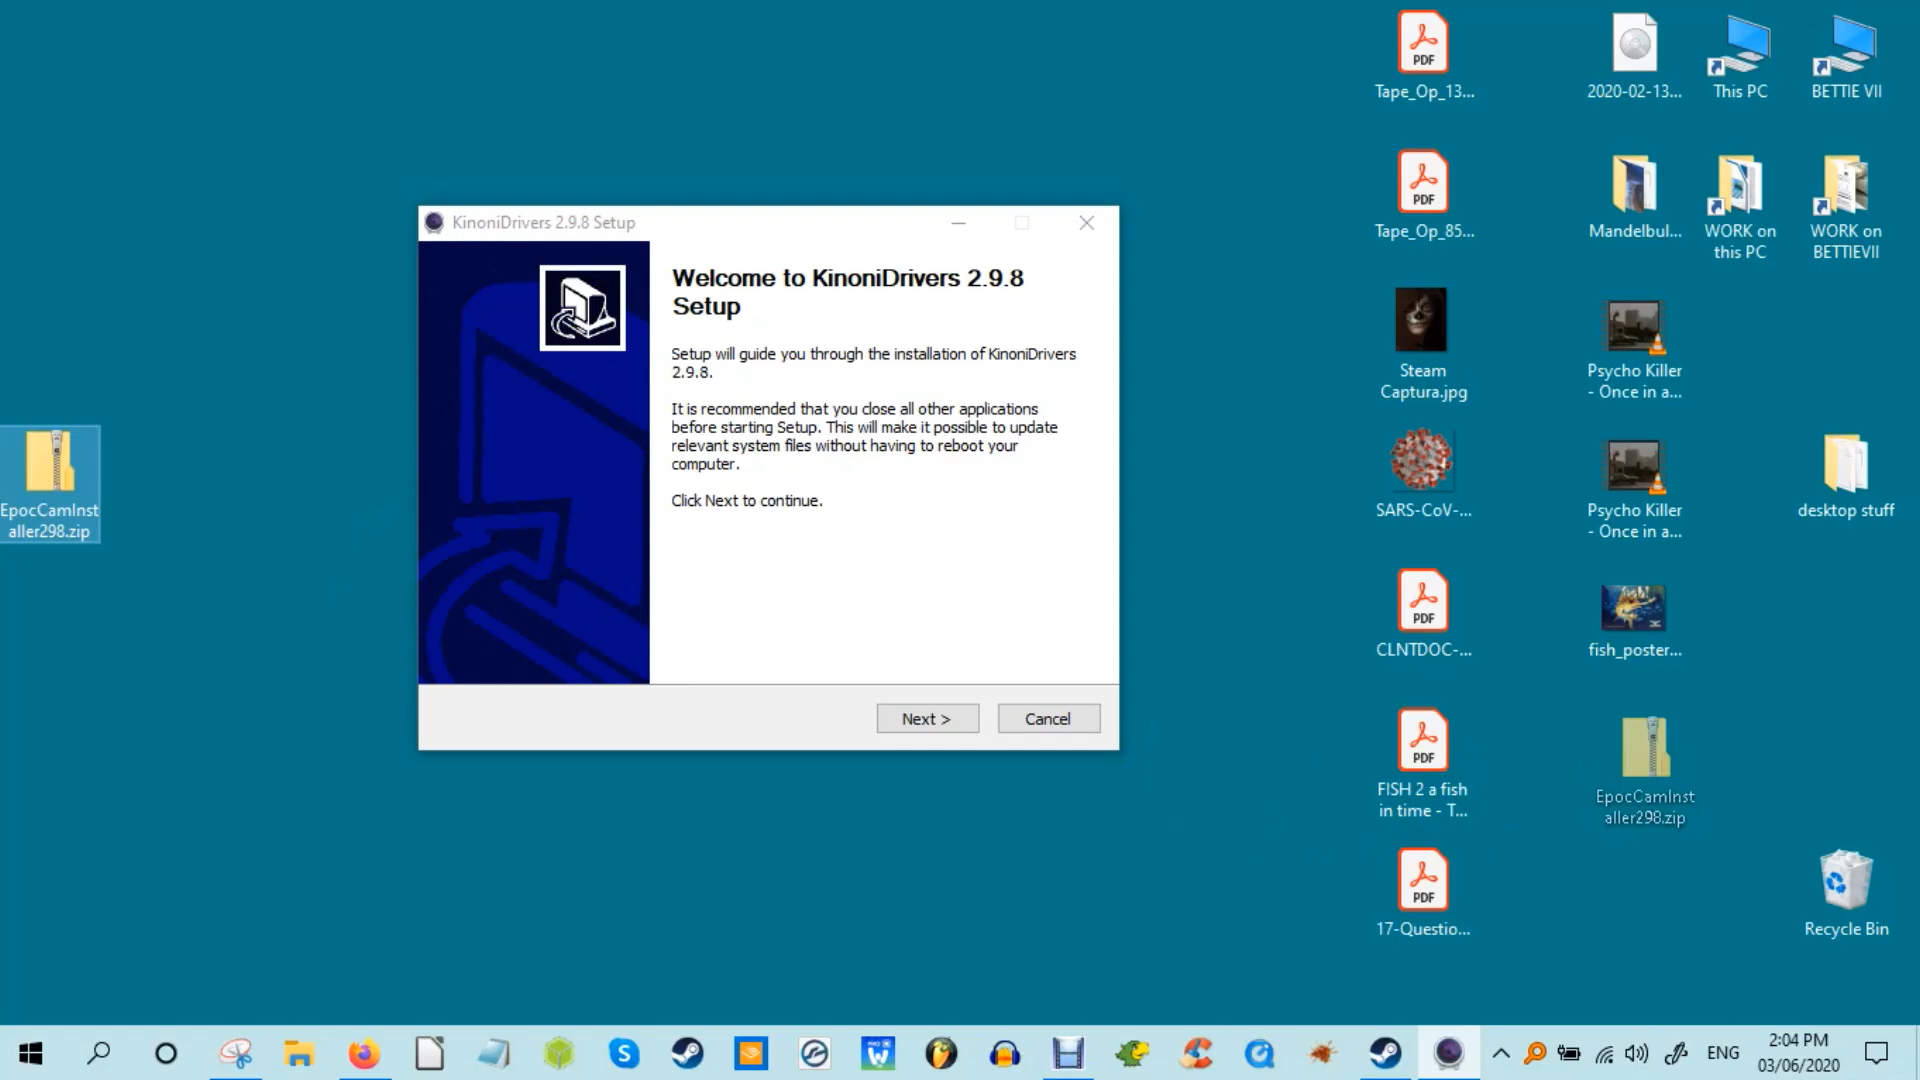 KinoniDrivers 2.9.8 Setup
Welcome to KinoniDrivers 2.9.8
Setup
Setup will guide you through the installation of KinoniDrivers
2.9.8.
It is recommended that you close all other applications
before starting Setup. This will make it possible to update
relevant system files without having to reboot your
computer.
Click Next to continue.
Next >
Cancel
EpocCamInst
aller298.zip
PDF
Tape_Op_13...
2020-02-13...
This PC
BETTIE VII
PDF
Tape_Op_85...
Mandelbul...
WORK on
this PC
WORK on
BETTIEVII
Steam
Captura.jpg
Psycho Killer
- Once in a...
SARS-CoV-...
Psycho Killer
- Once in a...
desktop stuff
PDF
CLNTDOC-...
fish_poster...
PDF
FISH 2 a fish
in time - T...
EpocCamInst
aller298.zip
PDF
17-Questio...
Recycle Bin
ENG
2:04 PM
03/06/2020